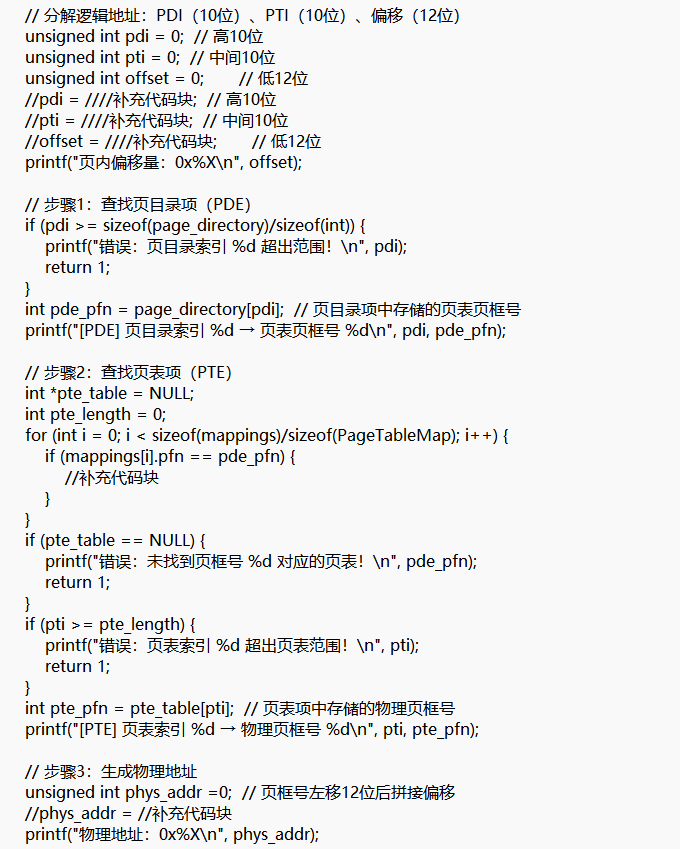 // 分解逻辑地址：PDI（10位）、PTI（10位）、偏移（12位）
unsigned int pdi = 0;  // 高10位
unsigned int pti = 0;  // 中间10位
unsigned int offset = 0;       // 低12位
//pdi = ////补充代码块;  // 高10位
//pti = ////补充代码块;  // 中间10位
//offset = ////补充代码块;       // 低12位
printf("页内偏移量：0x%X\n", offset);
// 步骤1：查找页目录项（PDE）
if (pdi >= sizeof(page_directory)/sizeof(int)) {
    printf("错误：页目录索引 %d 超出范围！\n", pdi);
    return 1;
}
int pde_pfn = page_directory[pdi];  // 页目录项中存储的页表页框号
printf("[PDE] 页目录索引 %d → 页表页框号 %d\n", pdi, pde_pfn);
// 步骤2：查找页表项（PTE）
int *pte_table = NULL;
int pte_length = 0;
for (int i = 0; i < sizeof(mappings)/sizeof(PageTableMap); i++) {
    if (mappings[i].pfn == pde_pfn) {
        //补充代码块
    }
}
if (pte_table == NULL) {
    printf("错误：未找到页框号 %d 对应的页表！\n", pde_pfn);
    return 1;
}
if (pti >= pte_length) {
    printf("错误：页表索引 %d 超出页表范围！\n", pti);
    return 1;
}
int pte_pfn = pte_table[pti];  // 页表项中存储的物理页框号
printf("[PTE] 页表索引 %d → 物理页框号 %d\n", pti, pte_pfn);
// 步骤3：生成物理地址
unsigned int phys_addr =0;  // 页框号左移12位后拼接偏移
//phys_addr = //补充代码块
printf("物理地址：0x%X\n", phys_addr);